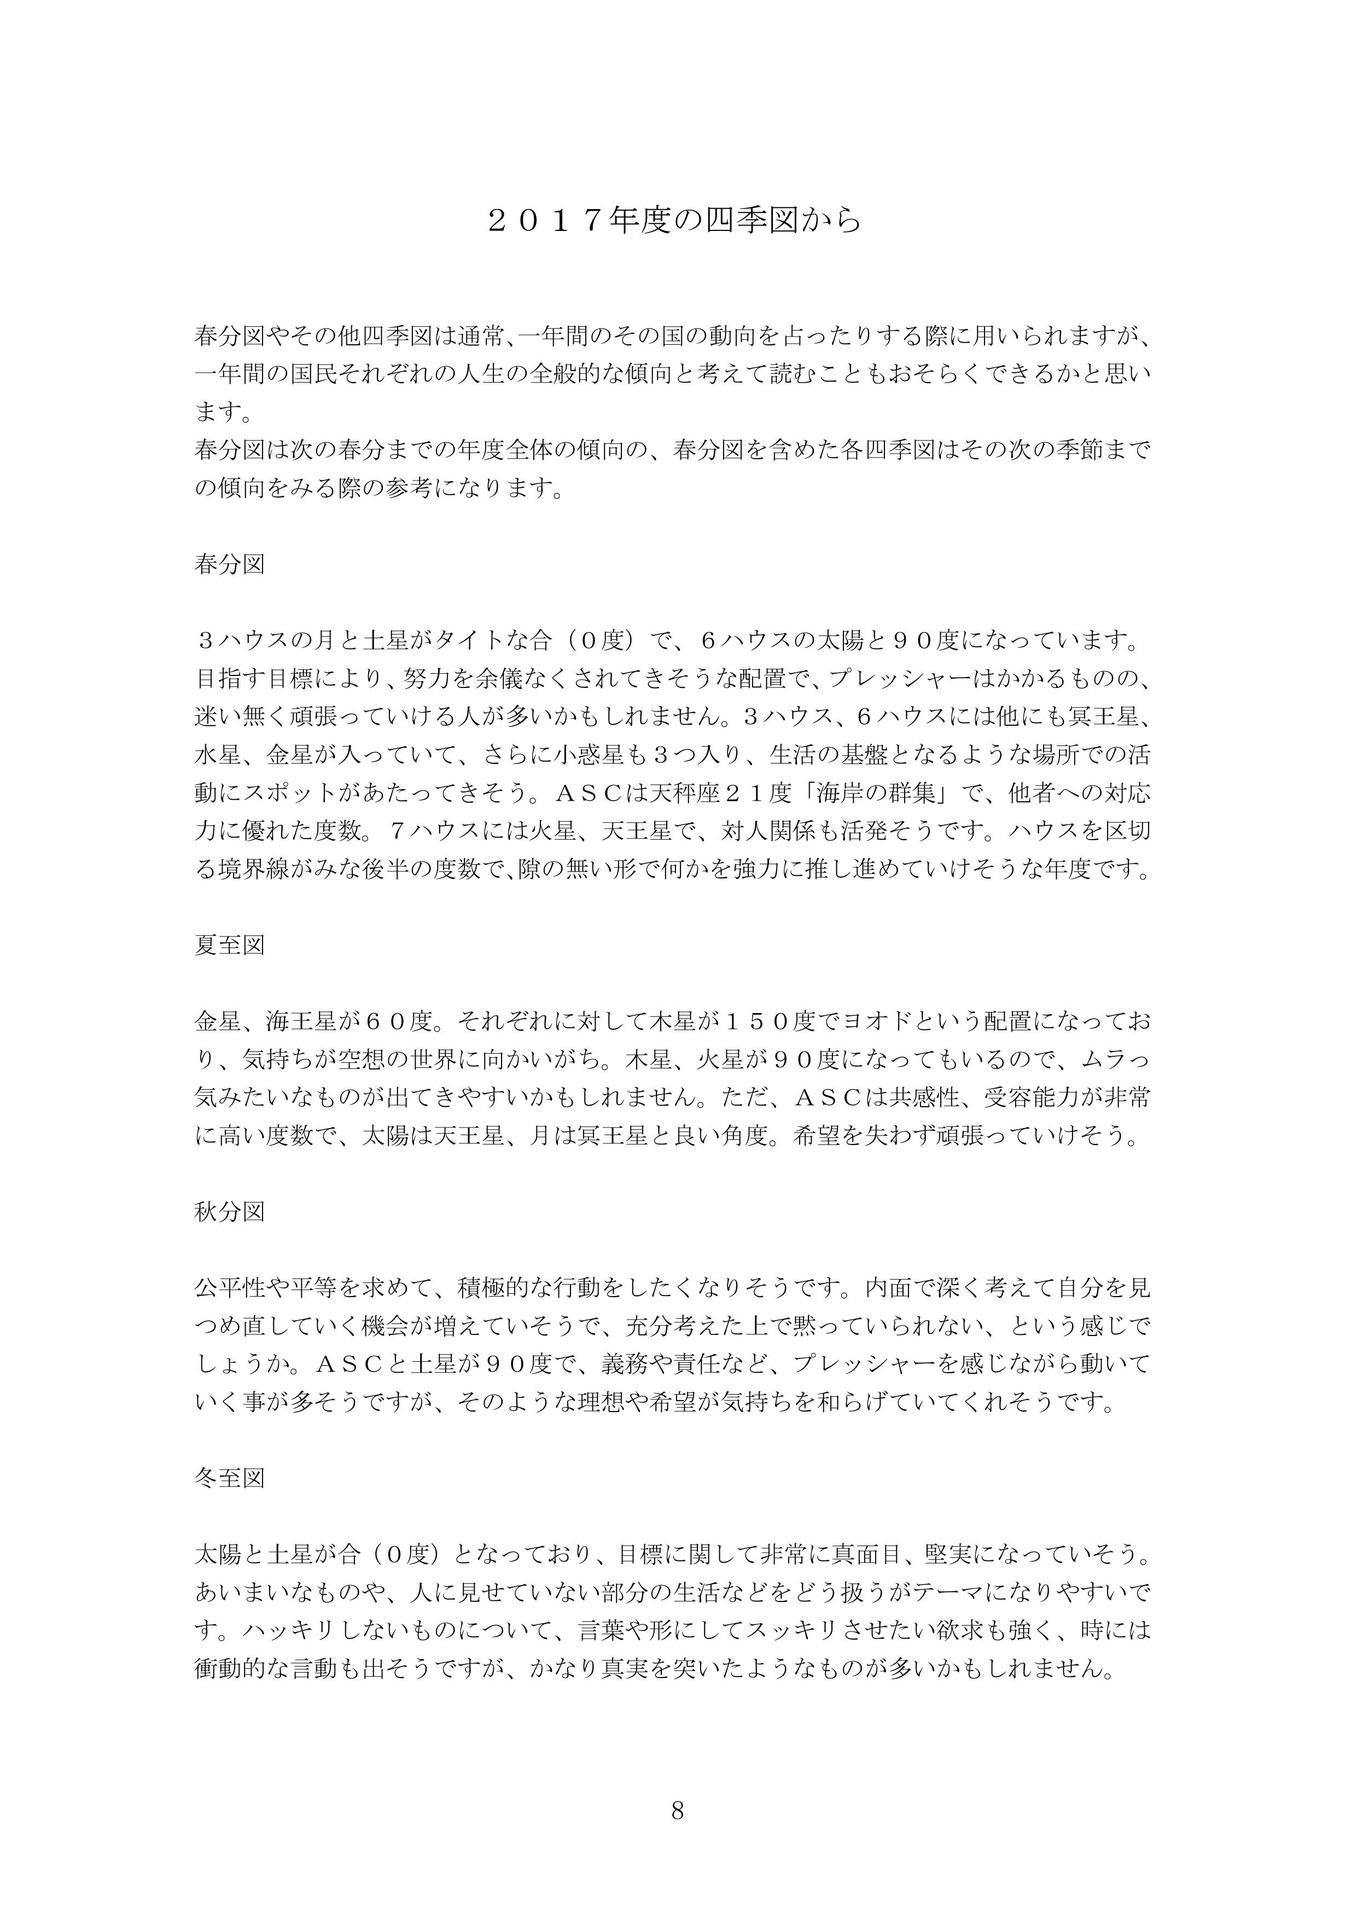 ２０１７年度の四季図から
春分図やその他四季図は通常、一年間のその国の動向を占ったりする際に用いられますが、
一年間の国民それぞれの人生の全般的な傾向と考えて読むこともおそらくできるかと思い
ます。
春分図は次の春分までの年度全体の傾向の、春分図を含めた各四季図はその次の季節まで
の傾向をみる際の参考になります。
春分図
３ハウスの月と土星がタイトな合（０度）で、６ハウスの太陽と９０度になっています。
目指す目標により、努力を余儀なくされてきそうな配置で、プレッシャーはかかるものの、
迷い無く頑張っていける人が多いかもしれません。３ハウス、６ハウスには他にも冥王星、
水星、金星が入っていて、さらに小惑星も３つ入り、生活の基盤となるような場所での活
動にスポットがあたってきそう。ＡＳＣは天秤座２１度「海岸の群集」で、他者への対応
力に優れた度数。７ハウスには火星、天王星で、対人関係も活発そうです。ハウスを区切
る境界線がみな後半の度数で、隙の無い形で何かを強力に推し進めていけそうな年度です。
夏至図
金星、海王星が６０度。それぞれに対して木星が１５０度でヨオドという配置になってお
り、気持ちが空想の世界に向かいがち。木星、火星が９０度になってもいるので、ムラっ
気みたいなものが出てきやすいかもしれません。ただ、ＡＳＣは共感性、受容能力が非常
に高い度数で、太陽は天王星、月は冥王星と良い角度。希望を失わず頑張っていけそう。
秋分図
公平性や平等を求めて、積極的な行動をしたくなりそうです。内面で深く考えて自分を見
つめ直していく機会が増えていそうで、充分考えた上で黙っていられない、という感じで
しょうか。ＡＳＣと土星が９０度で、義務や責任など、プレッシャーを感じながら動いて
いく事が多そうですが、そのような理想や希望が気持ちを和らげていてくれそうです。
冬至図
太陽と土星が合（０度）となっており、目標に関して非常に真面目、堅実になっていそう。
あいまいなものや、人に見せていない部分の生活などをどう扱うがテーマになりやすいで
す。ハッキリしないものについて、言葉や形にしてスッキリさせたい欲求も強く、時には
衝動的な言動も出そうですが、かなり真実を突いたようなものが多いかもしれません。
8